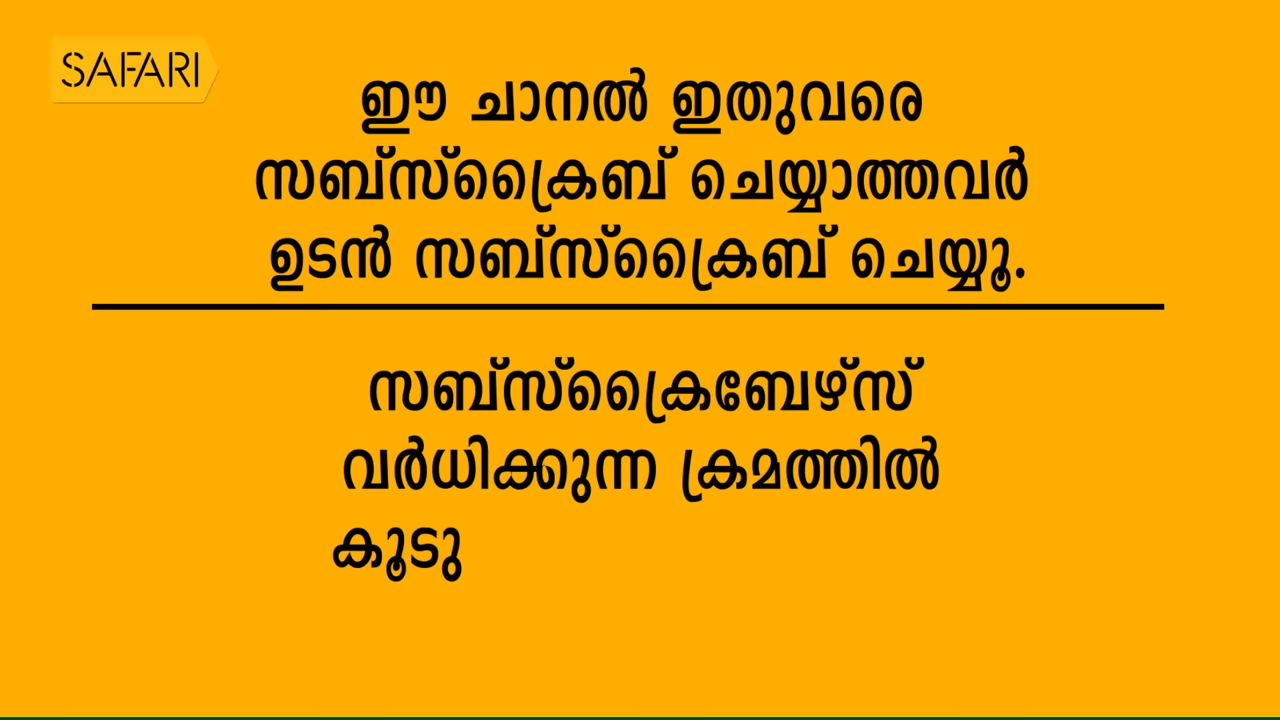 SAFARI
ഈ ചാനൽ ഇതുവരെ
സബ്സ്ക്രൈബ് ചെയ്യാത്തവർ
ഉടൻ സബ്സ്ക്രൈബ് ചെയ്യൂ.
സബ്സ്ക്രൈബേഴ്സ്
വർധിക്കുന്ന ക്രമത്തിൽ
കൂടു